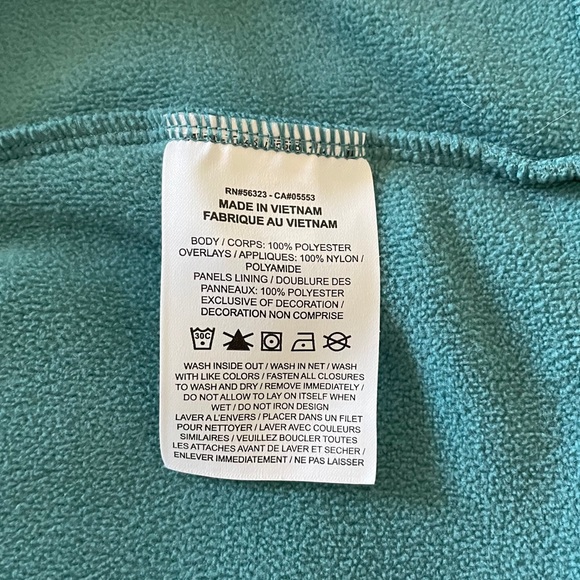 RN#56323 - CA#05553
MADE IN VIETNAM
FABRIQUE AU VIETNAM
BODY / CORPS: 100% POLYESTER
OVERLAYS / APPLIQUES: 100% NYLON /
POLYAMIDE
PANELS LINING / DOUBLURE DES
PANNEAUX: 100% POLYESTER
EXCLUSIVE OF DECORATION /
DECORATION NON COMPRISE
30C
WASH INSIDE OUT / WASH IN NET / WASH
WITH LIKE COLORS / FASTEN ALL CLOSURES
TO WASH AND DRY / REMOVE IMMEDIATELY /
DO NOT ALLOW TO LAY ON ITSELF WHEN
WET / DO NOT IRON DESIGN
LAVER A L'ENVERS / PLACER DANS UN FILET
POUR NETTOYER / LAVER AVEC COULEURS
SIMILAIRES / VEUILLEZ BOUCLER TOUTES
LES ATTACHES AVANT DE LAVER ET SECHER /
ENLEVER IMMEDIATEMENT / NE PAS LAISSER